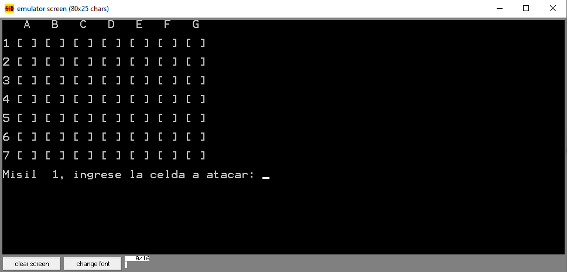 emulator screen (80x25 chars)
A B C D E F G
1 [ ] [ ] [ ] [ ] [ ] [ ] [ ]
2 [ ] [ ] [ ] [ ] [ ] [ ] [ ]
3 [ ] [ ] [ ] [ ] [ ] [ ] [ ]
4 [ ] [ ] [ ] [ ] [ ] [ ] [ ]
5 [ ] [ ] [ ] [ ] [ ] [ ] [ ]
6 [ ] [ ] [ ] [ ] [ ] [ ] [ ]
7 [ ] [ ] [ ] [ ] [ ] [ ] [ ]
Misil  1, ingrese la celda a atacar: _
clear screen change font